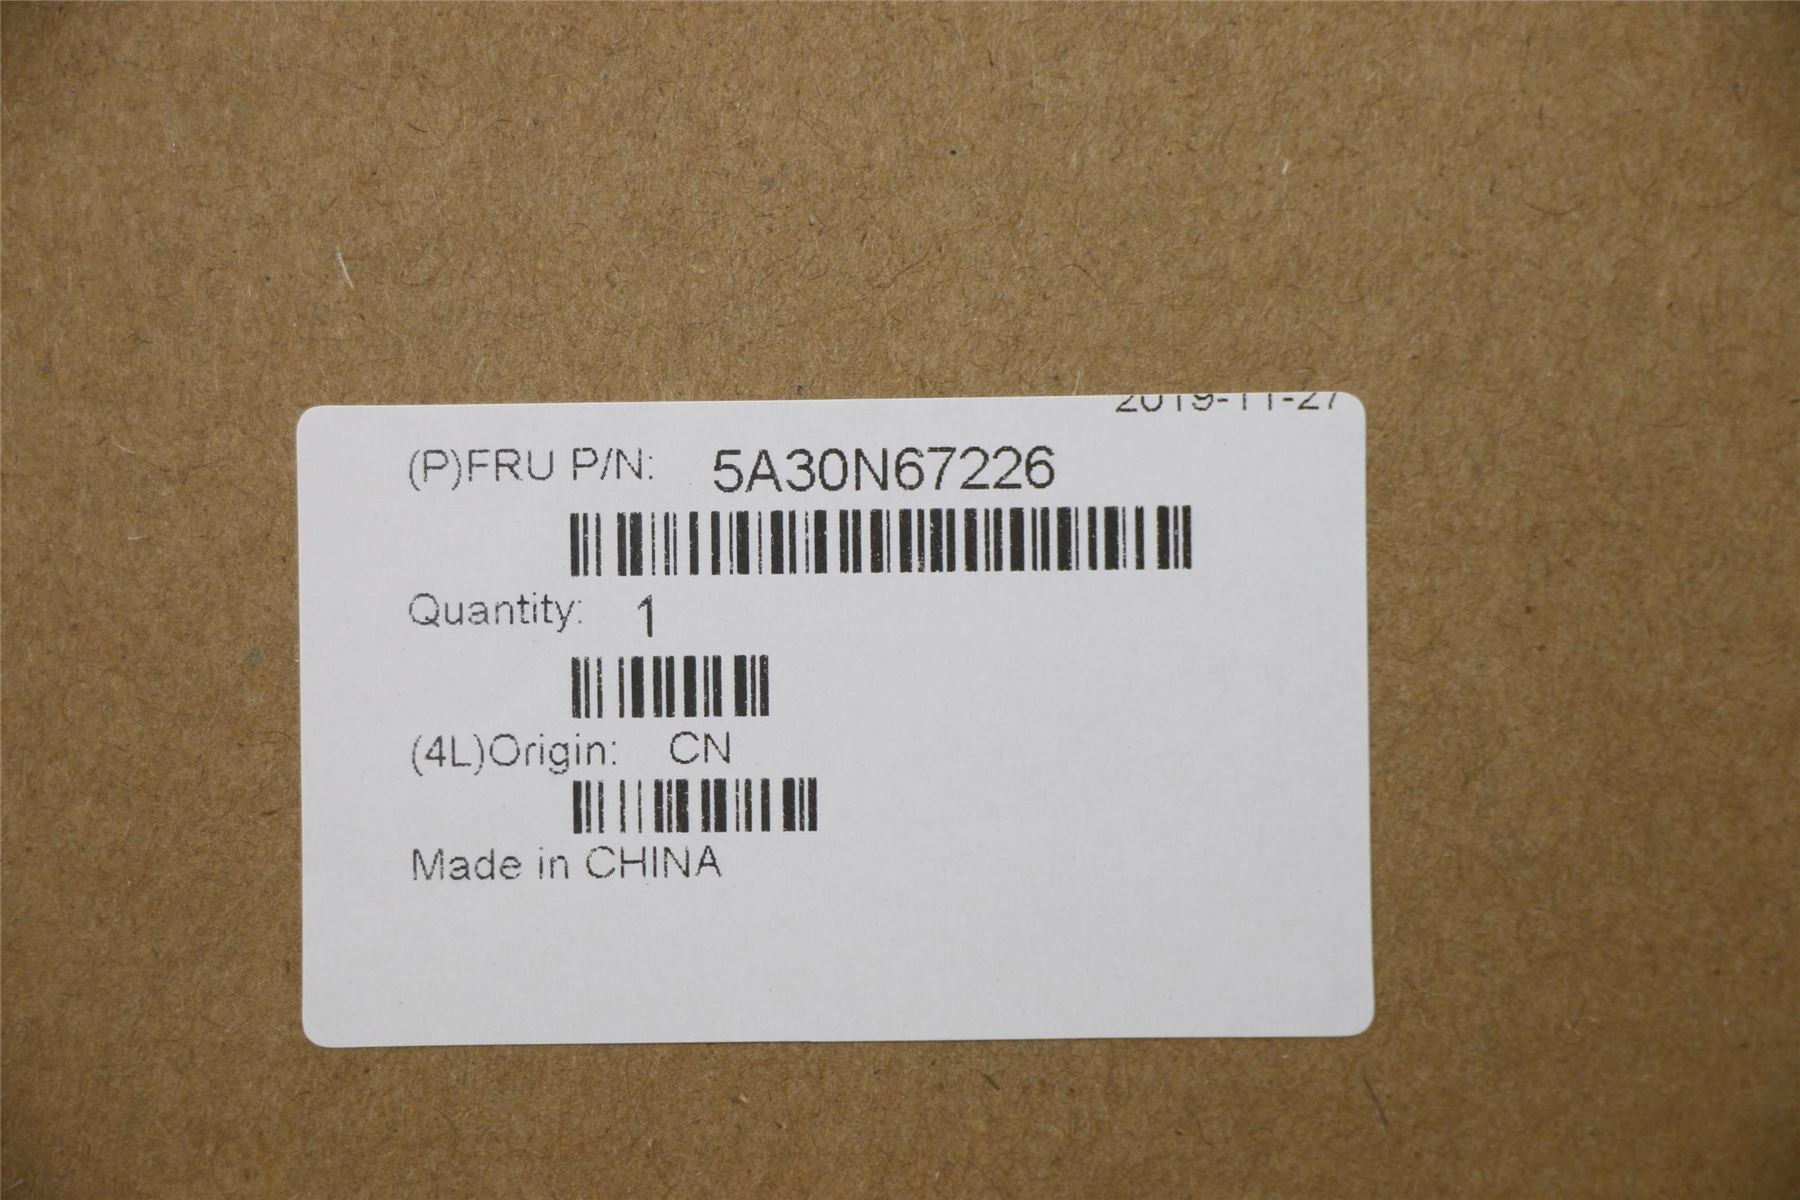 2019-11-27
(P)FRU P/N: 5A30N67226
Quantity: 1
(4L)Origin: CN
Made in CHINA